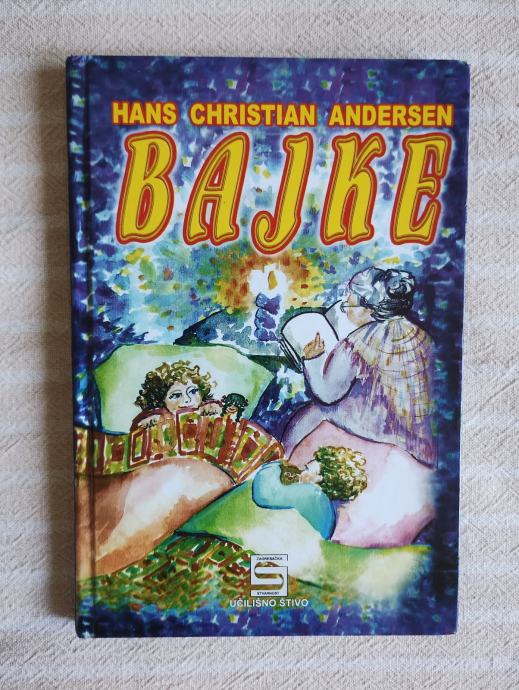 HANS CHRISTIAN ANDERSEN
BAJKE
ZAGREBAČKA
S
STVARNOST
UČILIŠNO ŠTIVO